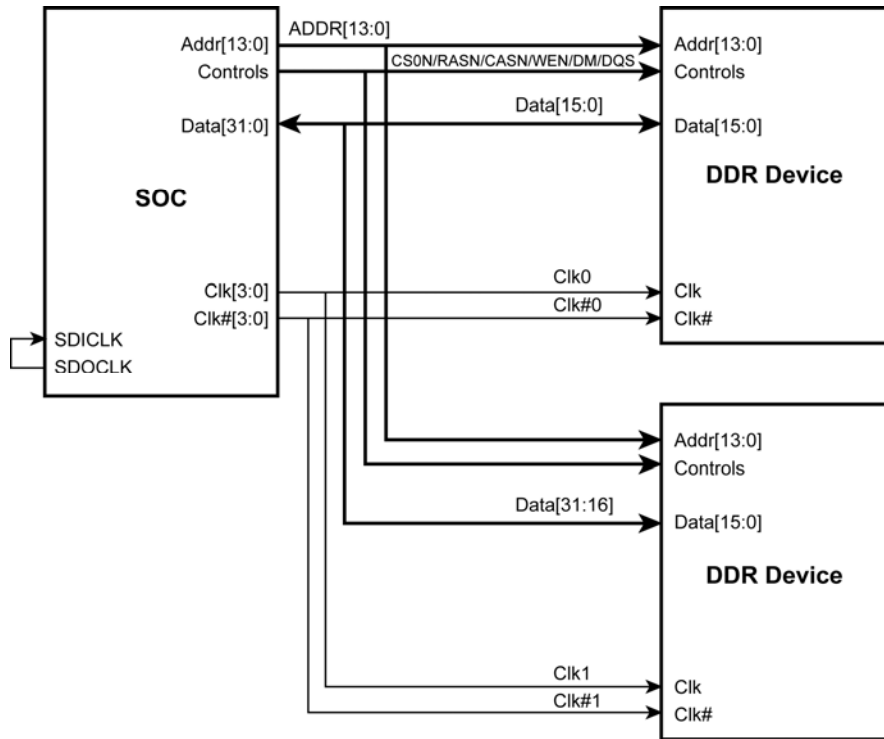 ADDR[13:0]
Addr[13:0]
Controls
Data[31:0]
SOC
Clk[3:0]
Clk#[3:0]
SDICLK
SDOCLK
CS0N/RASN/CASN/WEN/DM/DQS
Data[15:0]
Clk0
Clk#0
Addr[13:0]
Controls
Data[15:0]
DDR Device
Clk
Clk#
Data[31:16]
Clk1
Clk#1
Addr[13:0]
Controls
Data[15:0]
DDR Device
Clk
Clk#